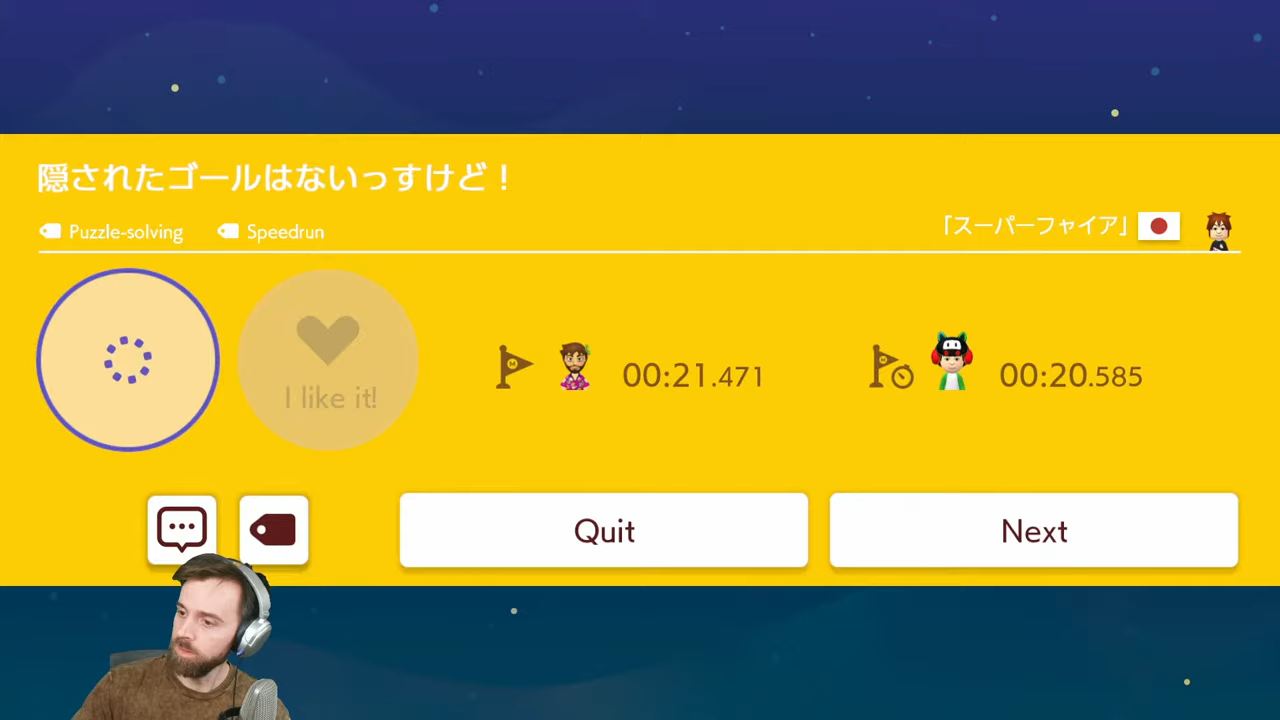 隠されたゴールはないっすけど！
Puzzle-solving Speedrun
「スーパーファイア」
I like it!
M 00:21.471
M 00:20.585
Quit
Next